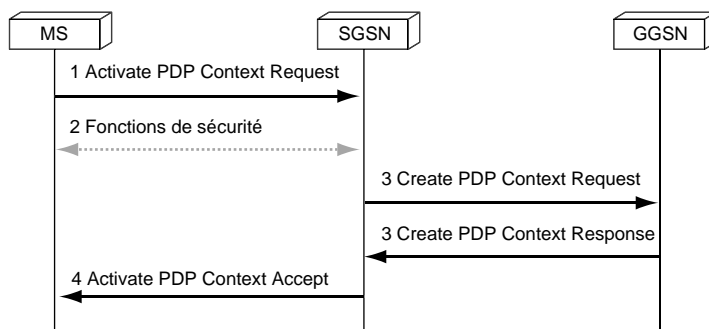 MS
SGSN
GGSN
1 Activate PDP Context Request
2 Fonctions de sécurité
3 Create PDP Context Request
3 Create PDP Context Response
4 Activate PDP Context Accept